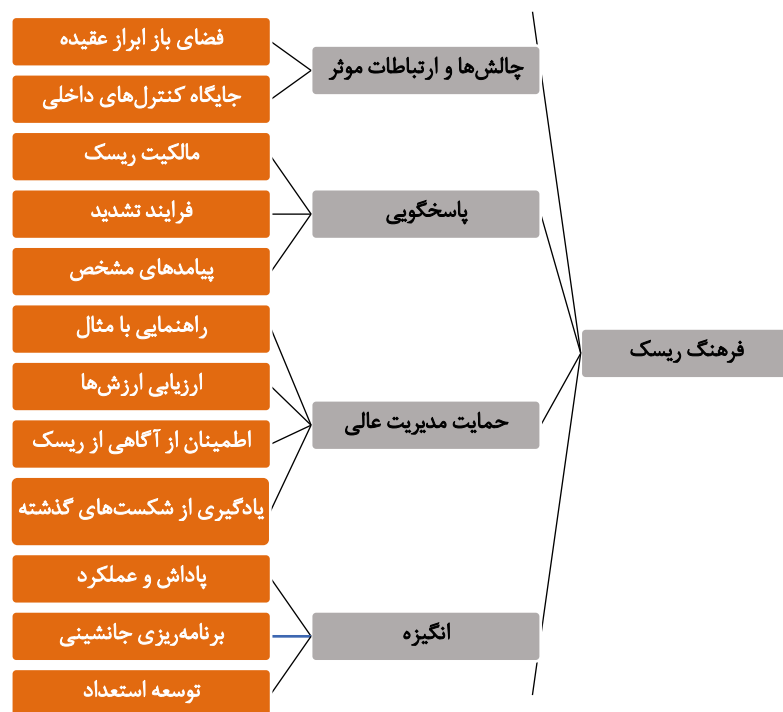 فرهنگ ریسک
چالش‌ها و ارتباطات موثر
فضای باز ابراز عقیده
جایگاه کنترل‌های داخلی
پاسخگویی
مالکیت ریسک
فرایند تشدید
پیامدهای مشخص
حمایت مدیریت عالی
راهنمایی با مثال
ارزیابی ارزش‌ها
اطمینان از آگاهی از ریسک
یادگیری از شکست‌های گذشته
انگیزه
پاداش و عملکرد
برنامه‌ریزی جانشینی
توسعه استعداد